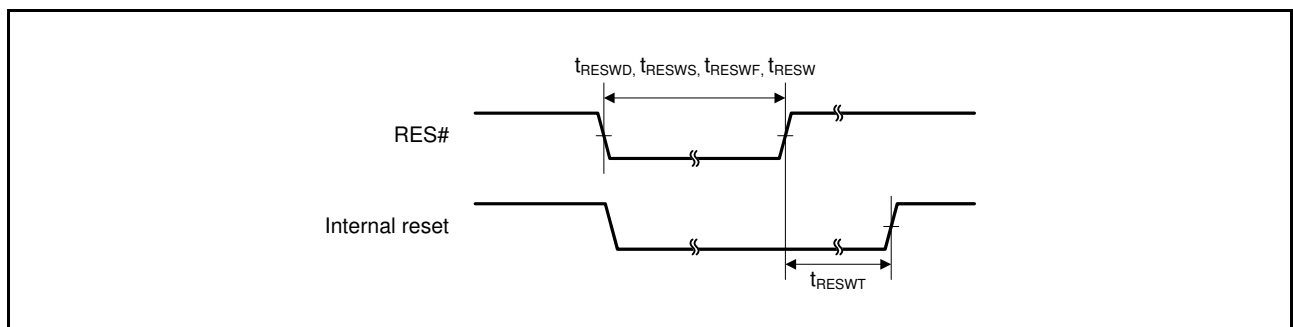 tRESWD, tRESWS, tRESWF, tRESW
RES#
Internal reset
tRESWT